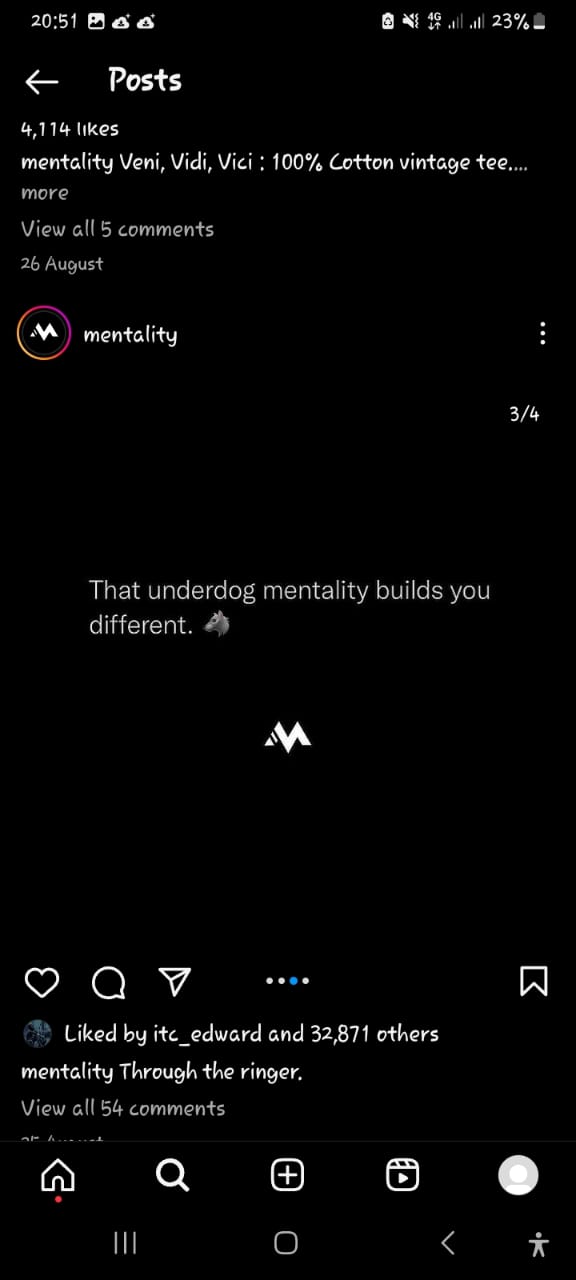 20:51
4G
23%
Posts
4,114 likes
mentality Veni, Vidi, Vici : 100% Cotton vintage tee....
more
View all 5 comments
26 August
mentality
3/4
That underdog mentality builds you
different. 🐺
Liked by itc_edward and 32,871 others
mentality Through the ringer.
View all 54 comments